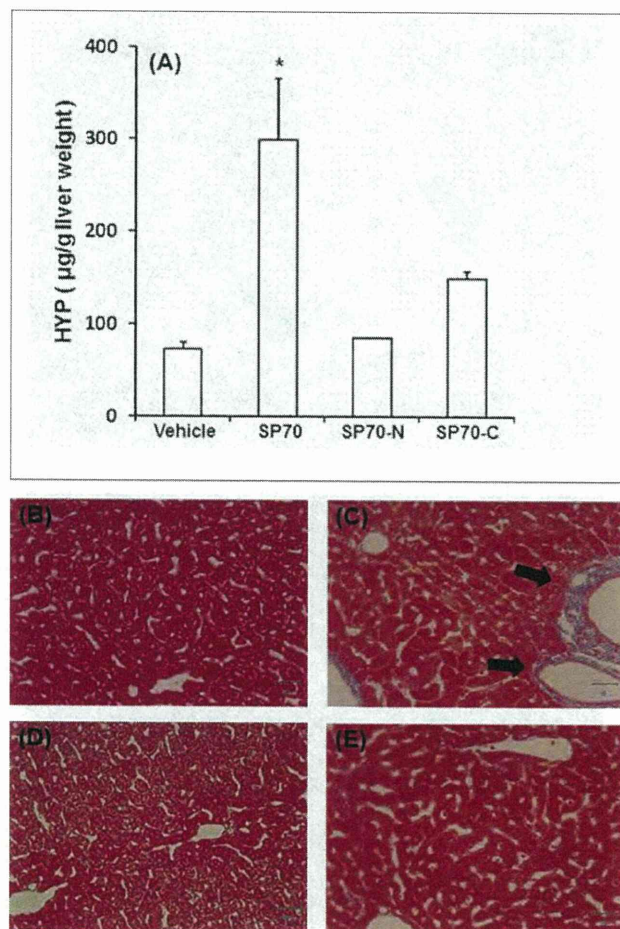 (A)
*
HYP ( µg/g liver weight)
400
300
200
100
0
Vehicle SP70 SP70-N SP70-C
(B)
(C)
(D)
(E)